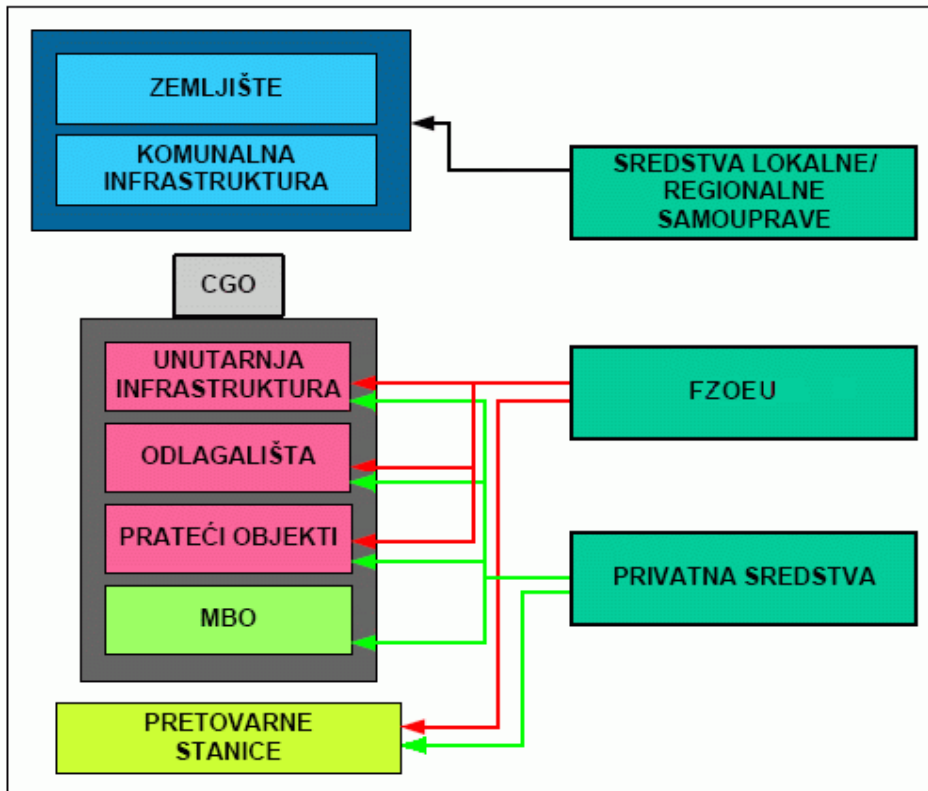 ZEMLJIŠTE
KOMUNALNA
INFRASTRUKTURA
SREDSTVA LOKALNE/
REGIONALNE
SAMOUPRAVE
CGO
UNUTARNJA
INFRASTRUKTURA
FZOEU
ODLAGALIŠTA
PRATEĆI OBJEKTI
PRIVATNA SREDSTVA
MBO
PRETOVARNE
STANICE